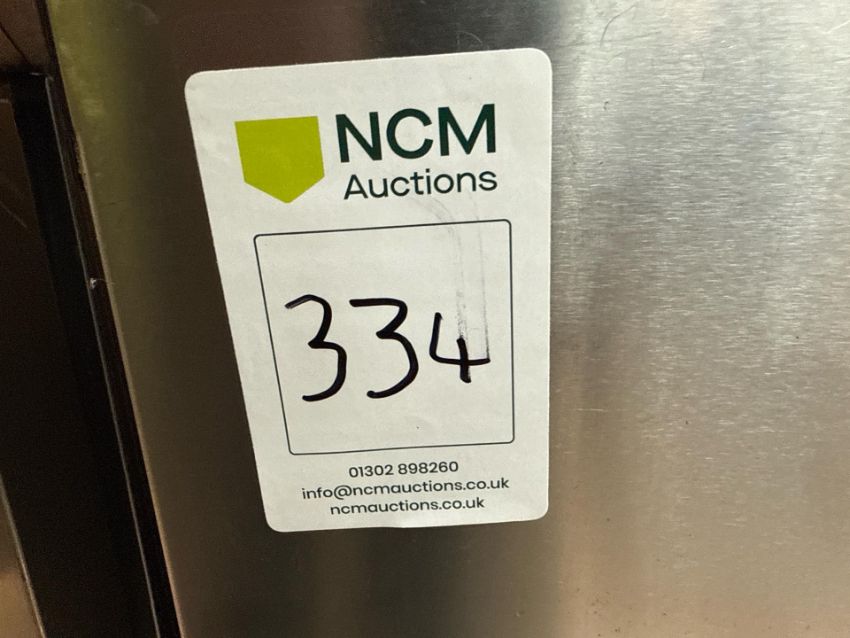 NCM
Auctions
334
01302 898260
info@ncmauctions.co.uk
ncmauctions.co.uk